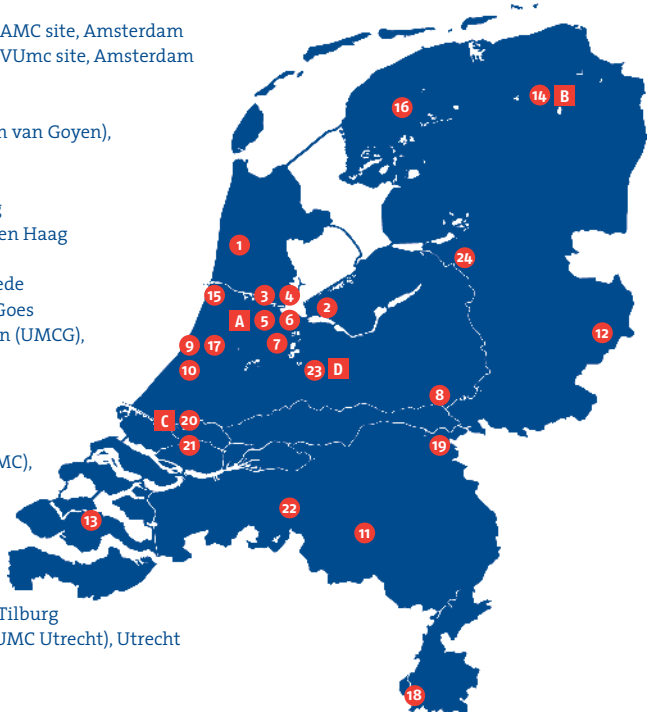 AMC site, Amsterdam
VUmc site, Amsterdam
n van Goyen),
en Haag
ede
Goes
n (UMCG),
MC),
Tilburg
UMC Utrecht), Utrecht
16
14 B
1
24
15 3 4
2
A 5 6
12
9 17 7
10 23 D
8
C 20
21 19
22
13
11
18